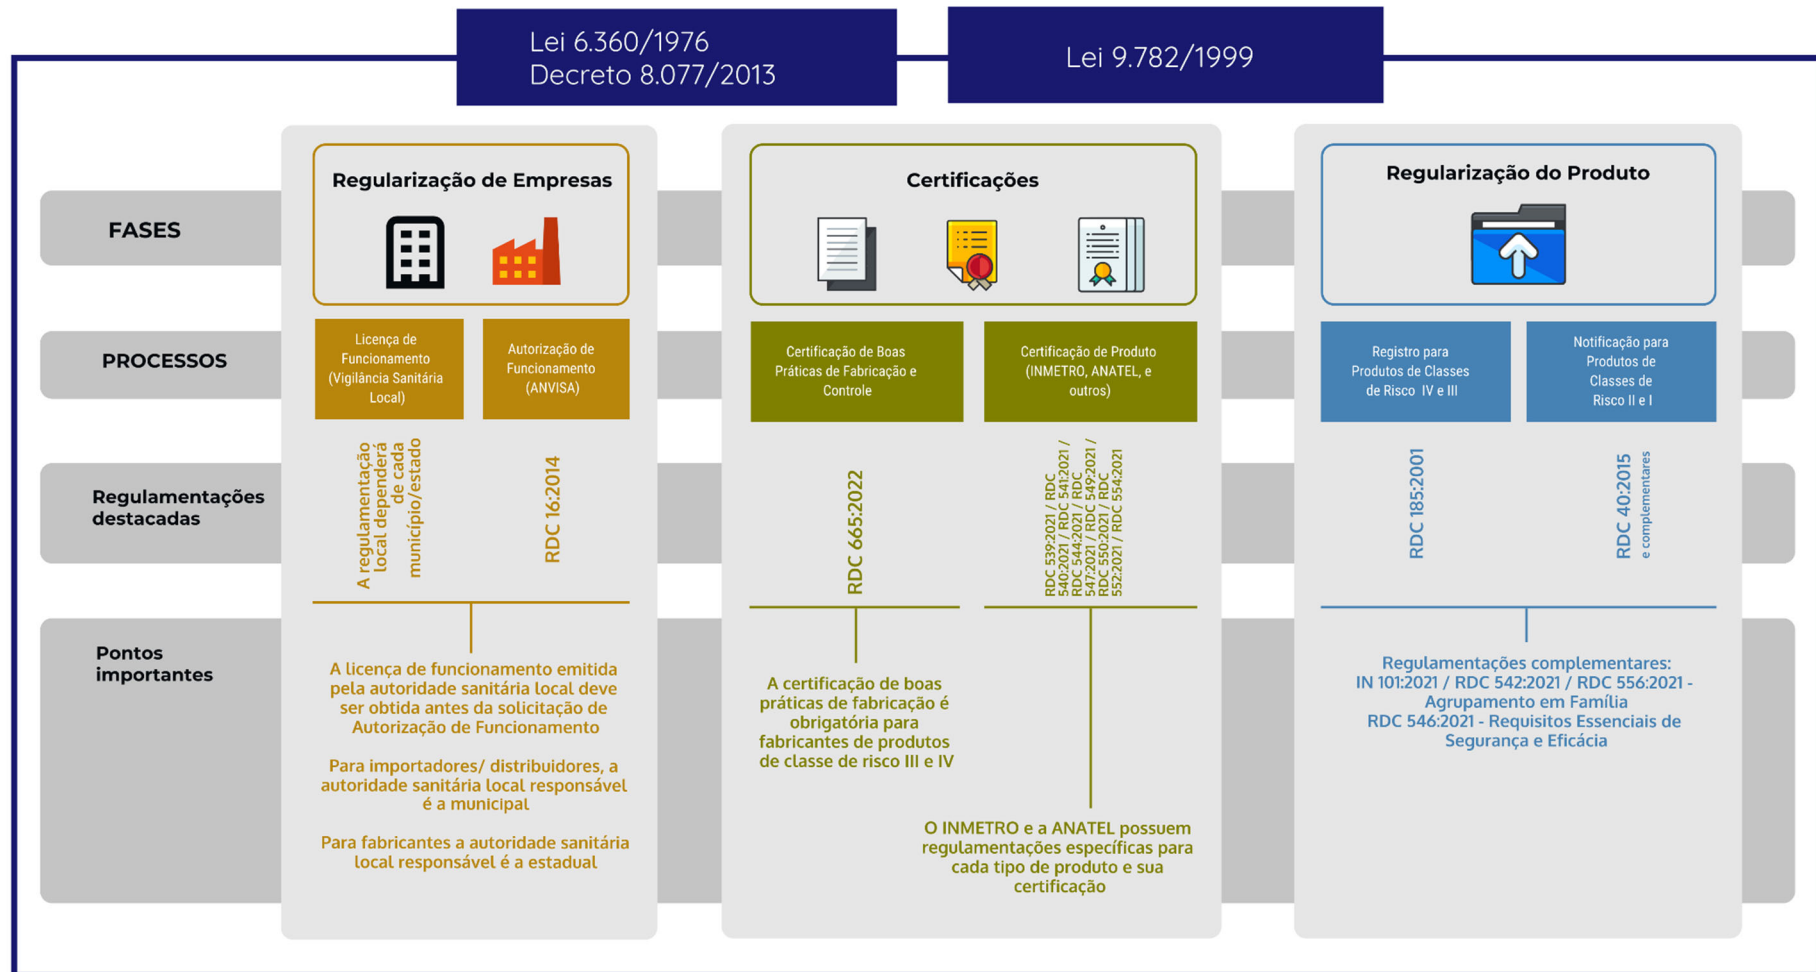 Lei 6.360/1976
Decreto 8.077/2013
Lei 9.782/1999
FASES
Regularização de Empresas
Certificações
Regularização do Produto
PROCESSOS
Licença de
Funcionamento
(Vigilância Sanitária
Local)
Autorização de
Funcionamento
(ANVISA)
Certificação de Boas
Práticas de Fabricação e
Controle
Certificação de Produto
(INMETRO, ANATEL, e
outros)
Registro para
Produtos de Classes
de Risco IV e III
Notificação para
Produtos de
Classes de
Risco II e I
Regulamentações
destacadas
A regulamentação
local dependerá
de cada
município/estado
RDC 16:2014
RDC 665:2022
RDC 539:2021 / RDC
540:2021 / RDC 541:2021 /
RDC 544:2021 / RDC
547:2021 / RDC 549:2021 /
RDC 550:2021 / RDC
552:2021 / RDC 554:2021
RDC 185:2001
RDC 40:2015
e complementares
Pontos
importantes
A licença de funcionamento emitida
pela autoridade sanitária local deve
ser obtida antes da solicitação de
Autorização de Funcionamento
Para importadores/ distribuidores, a
autoridade sanitária local responsável
é a municipal
Para fabricantes a autoridade sanitária
local responsável é a estadual
A certificação de boas
práticas de fabricação é
obrigatória para
fabricantes de produtos
de classe de risco III e IV
O INMETRO e a ANATEL possuem
regulamentações específicas para
cada tipo de produto e sua
certificação
Regulamentações complementares:
IN 101:2021 / RDC 542:2021 / RDC 556:2021 -
Agrupamento em Família
RDC 546:2021 - Requisitos Essenciais de
Segurança e Eficácia